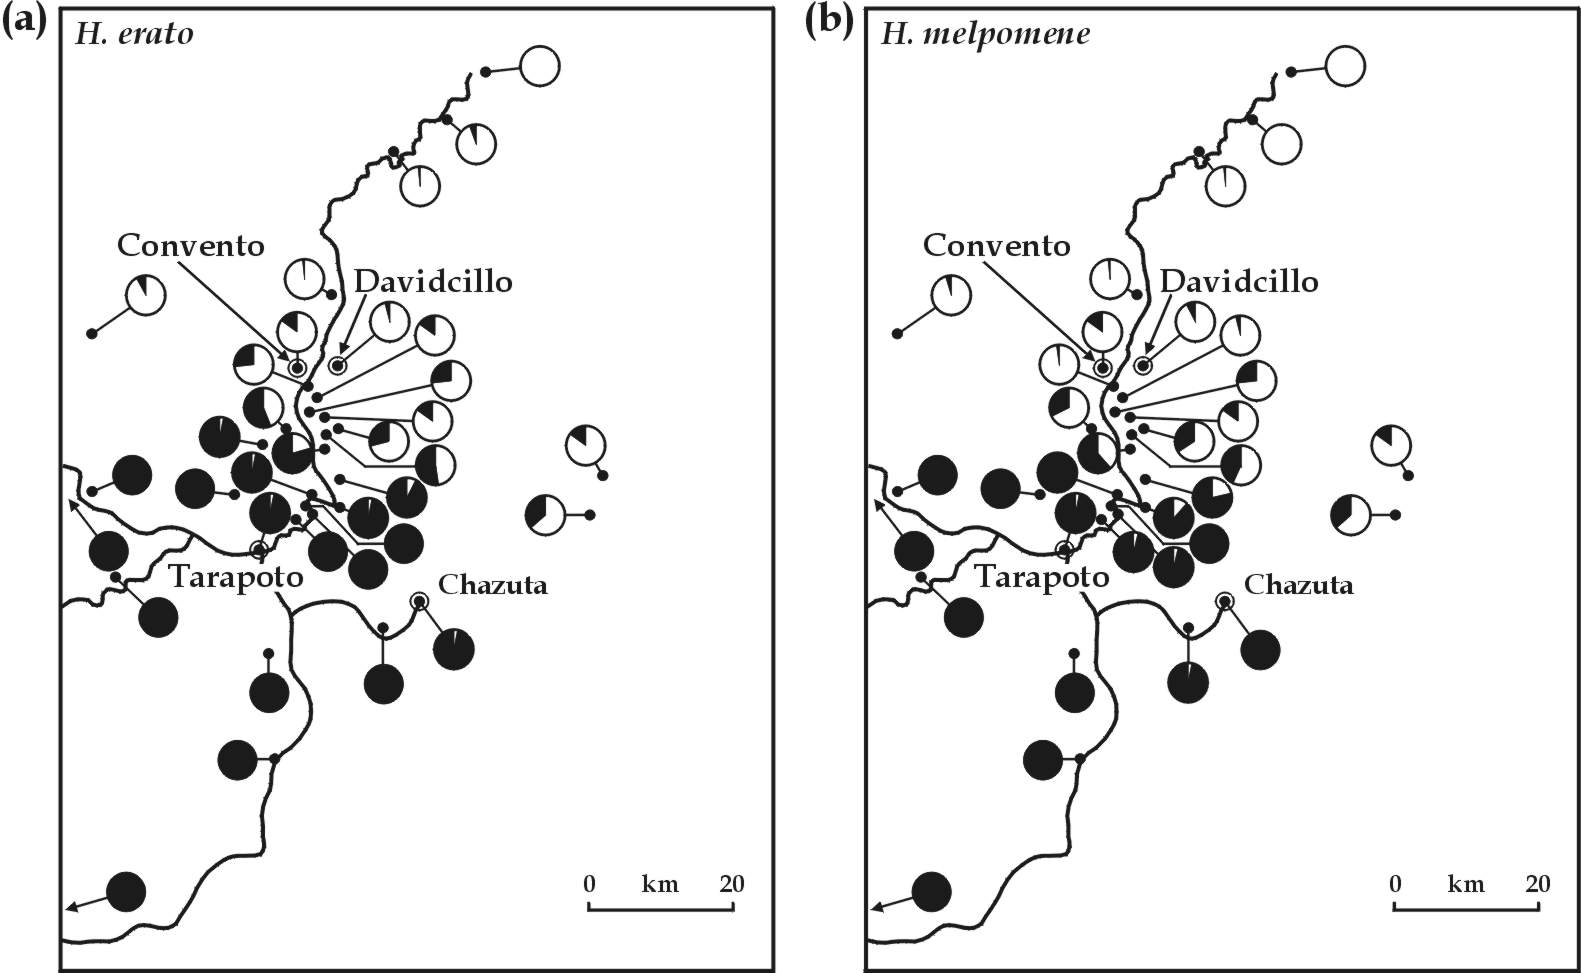 (a)
H. erato
Convento
Davidcillo
Tarapoto
Chazuta
0 km 20
(b)
H. melpomene
Convento
Davidcillo
Tarapoto
Chazuta
0 km 20